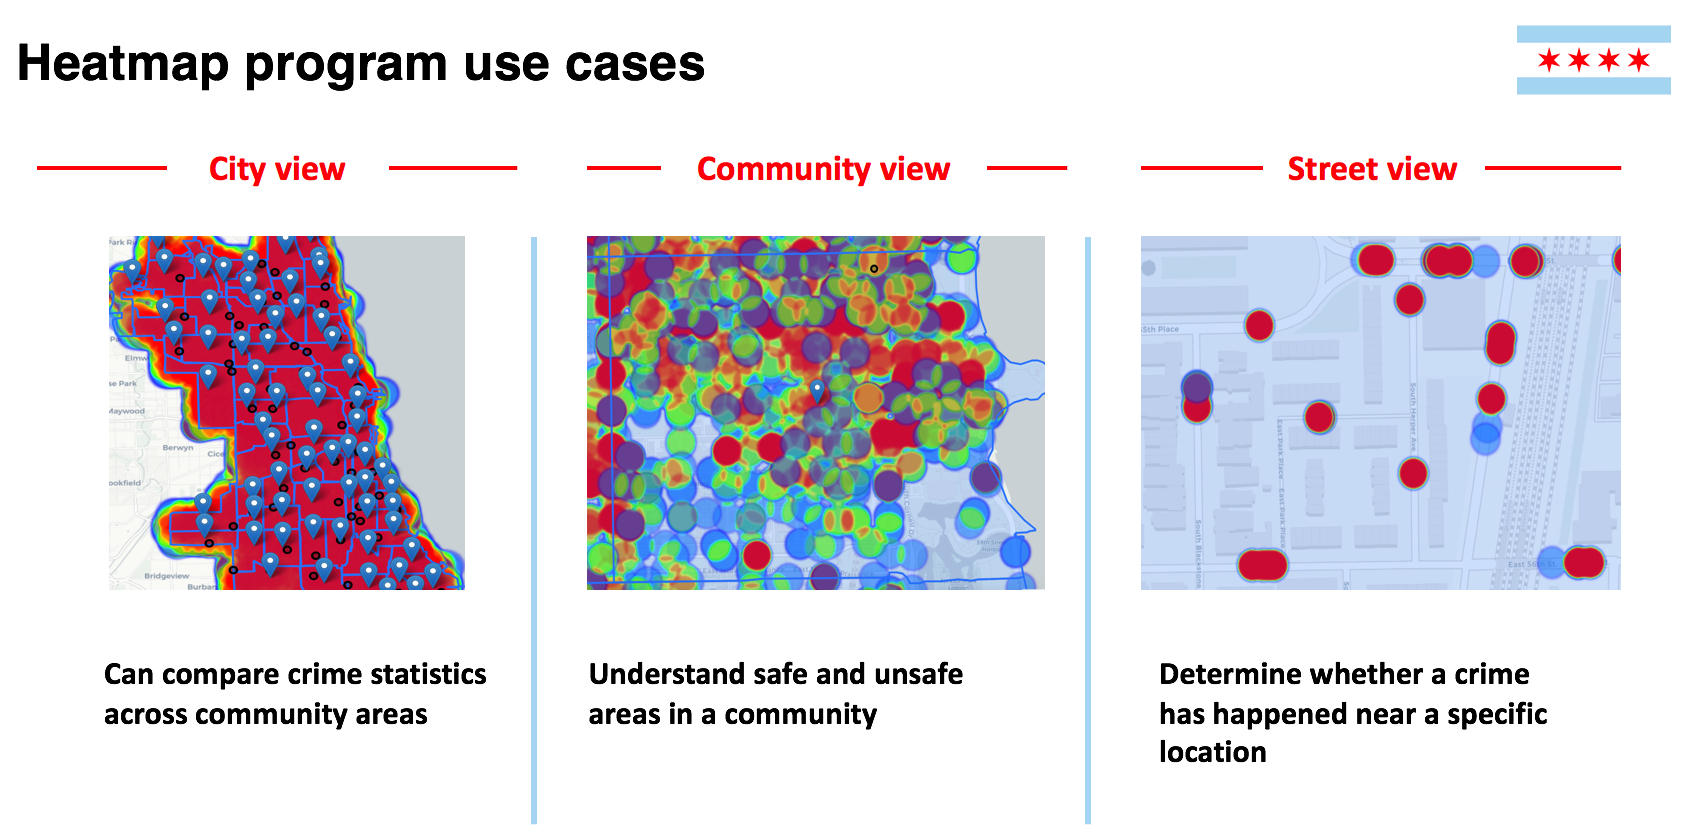 Heatmap program use cases
City view
Community view
Street view
Park
Elmw
se Park
Maywood
Berwyn
Cice
ookfield
Bridgeview
Burban
55th Place
South Harper Ave
East Park Place
East Park Place
South Blackstone
East 56th St.
Can compare crime statistics
across community areas
Understand safe and unsafe
areas in a community
Determine whether a crime
has happened near a specific
location